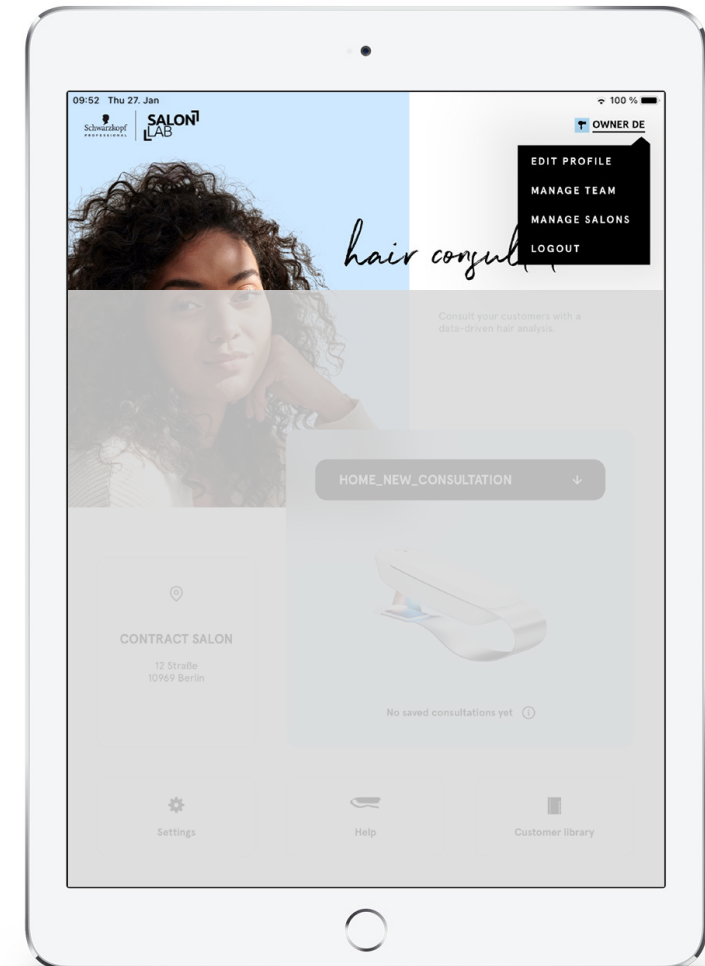 09:52 Thu 27. Jan
100 %
Schwarzkopf
PROFESSIONAL
SALON
LAB
OWNER DE
EDIT PROFILE
MANAGE TEAM
MANAGE SALONS
LOGOUT
hair
Consult your customers with a
data-driven hair analysis.
HOME_NEW_CONSULTATION
CONTRACT SALON
12 Straße
10969 Berlin
No saved consultations yet
Settings
Help
Customer library